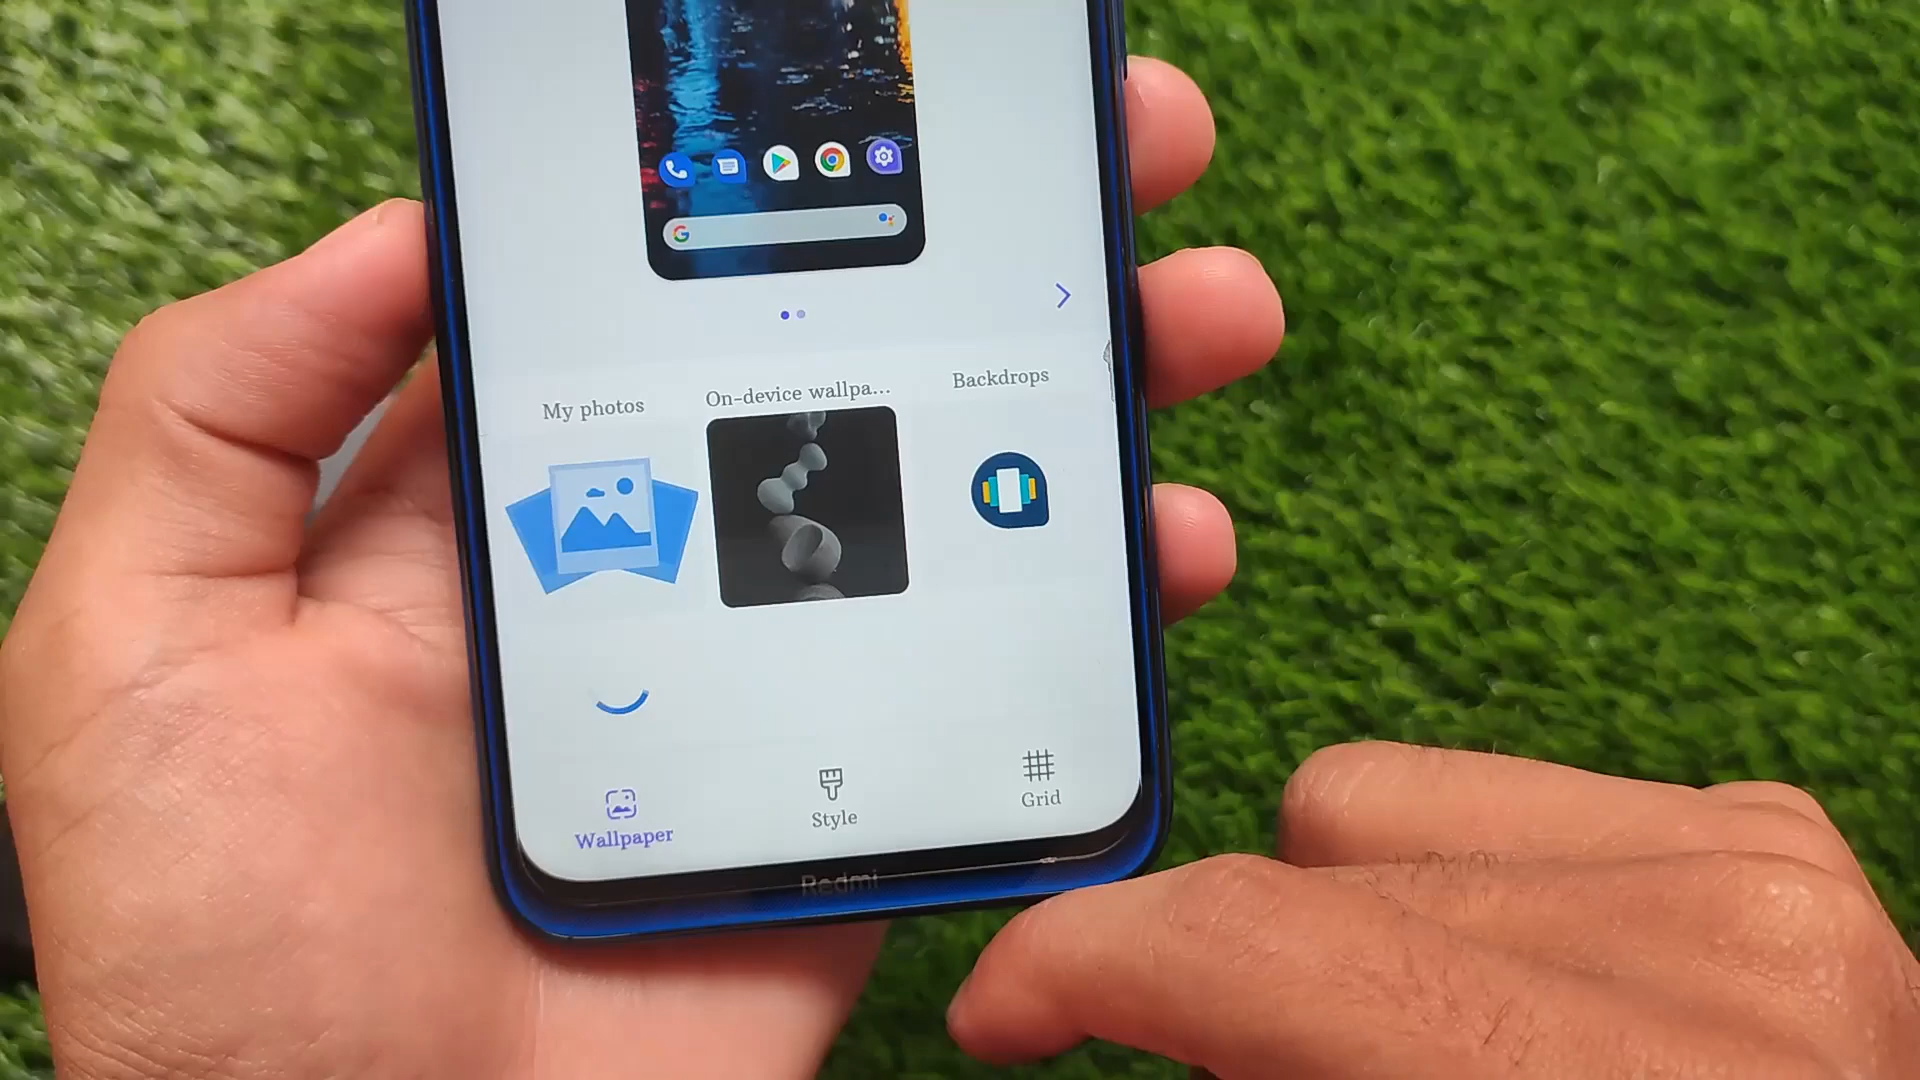 My photos
On-device wallpa...
Backdrops
Wallpaper
Style
Grid
Redmi